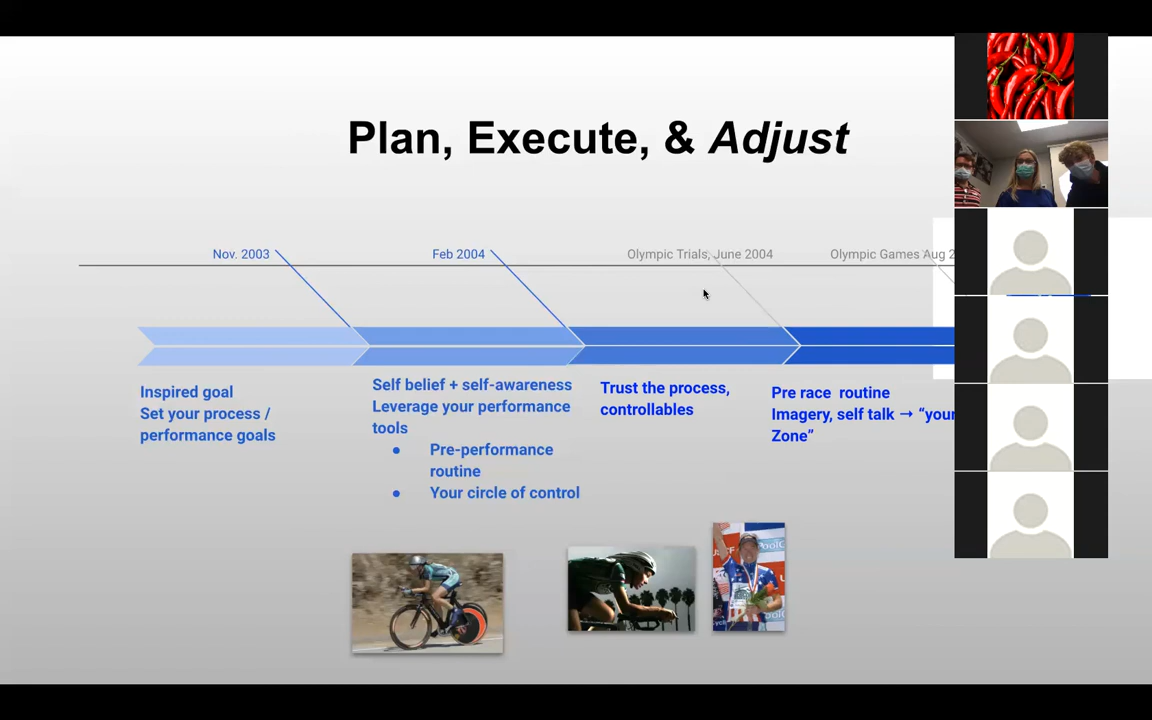 Plan, Execute, & Adjust
Nov. 2003
Feb 2004
Olympic Trials, June 2004
Olympic Games Aug 2
Inspired goal
Set your process /
performance goals
Self belief + self-awareness
Leverage your performance
tools
● Pre-performance
routine
● Your circle of control
Trust the process,
controllables
Pre race routine
Imagery, self talk → “your
Zone”